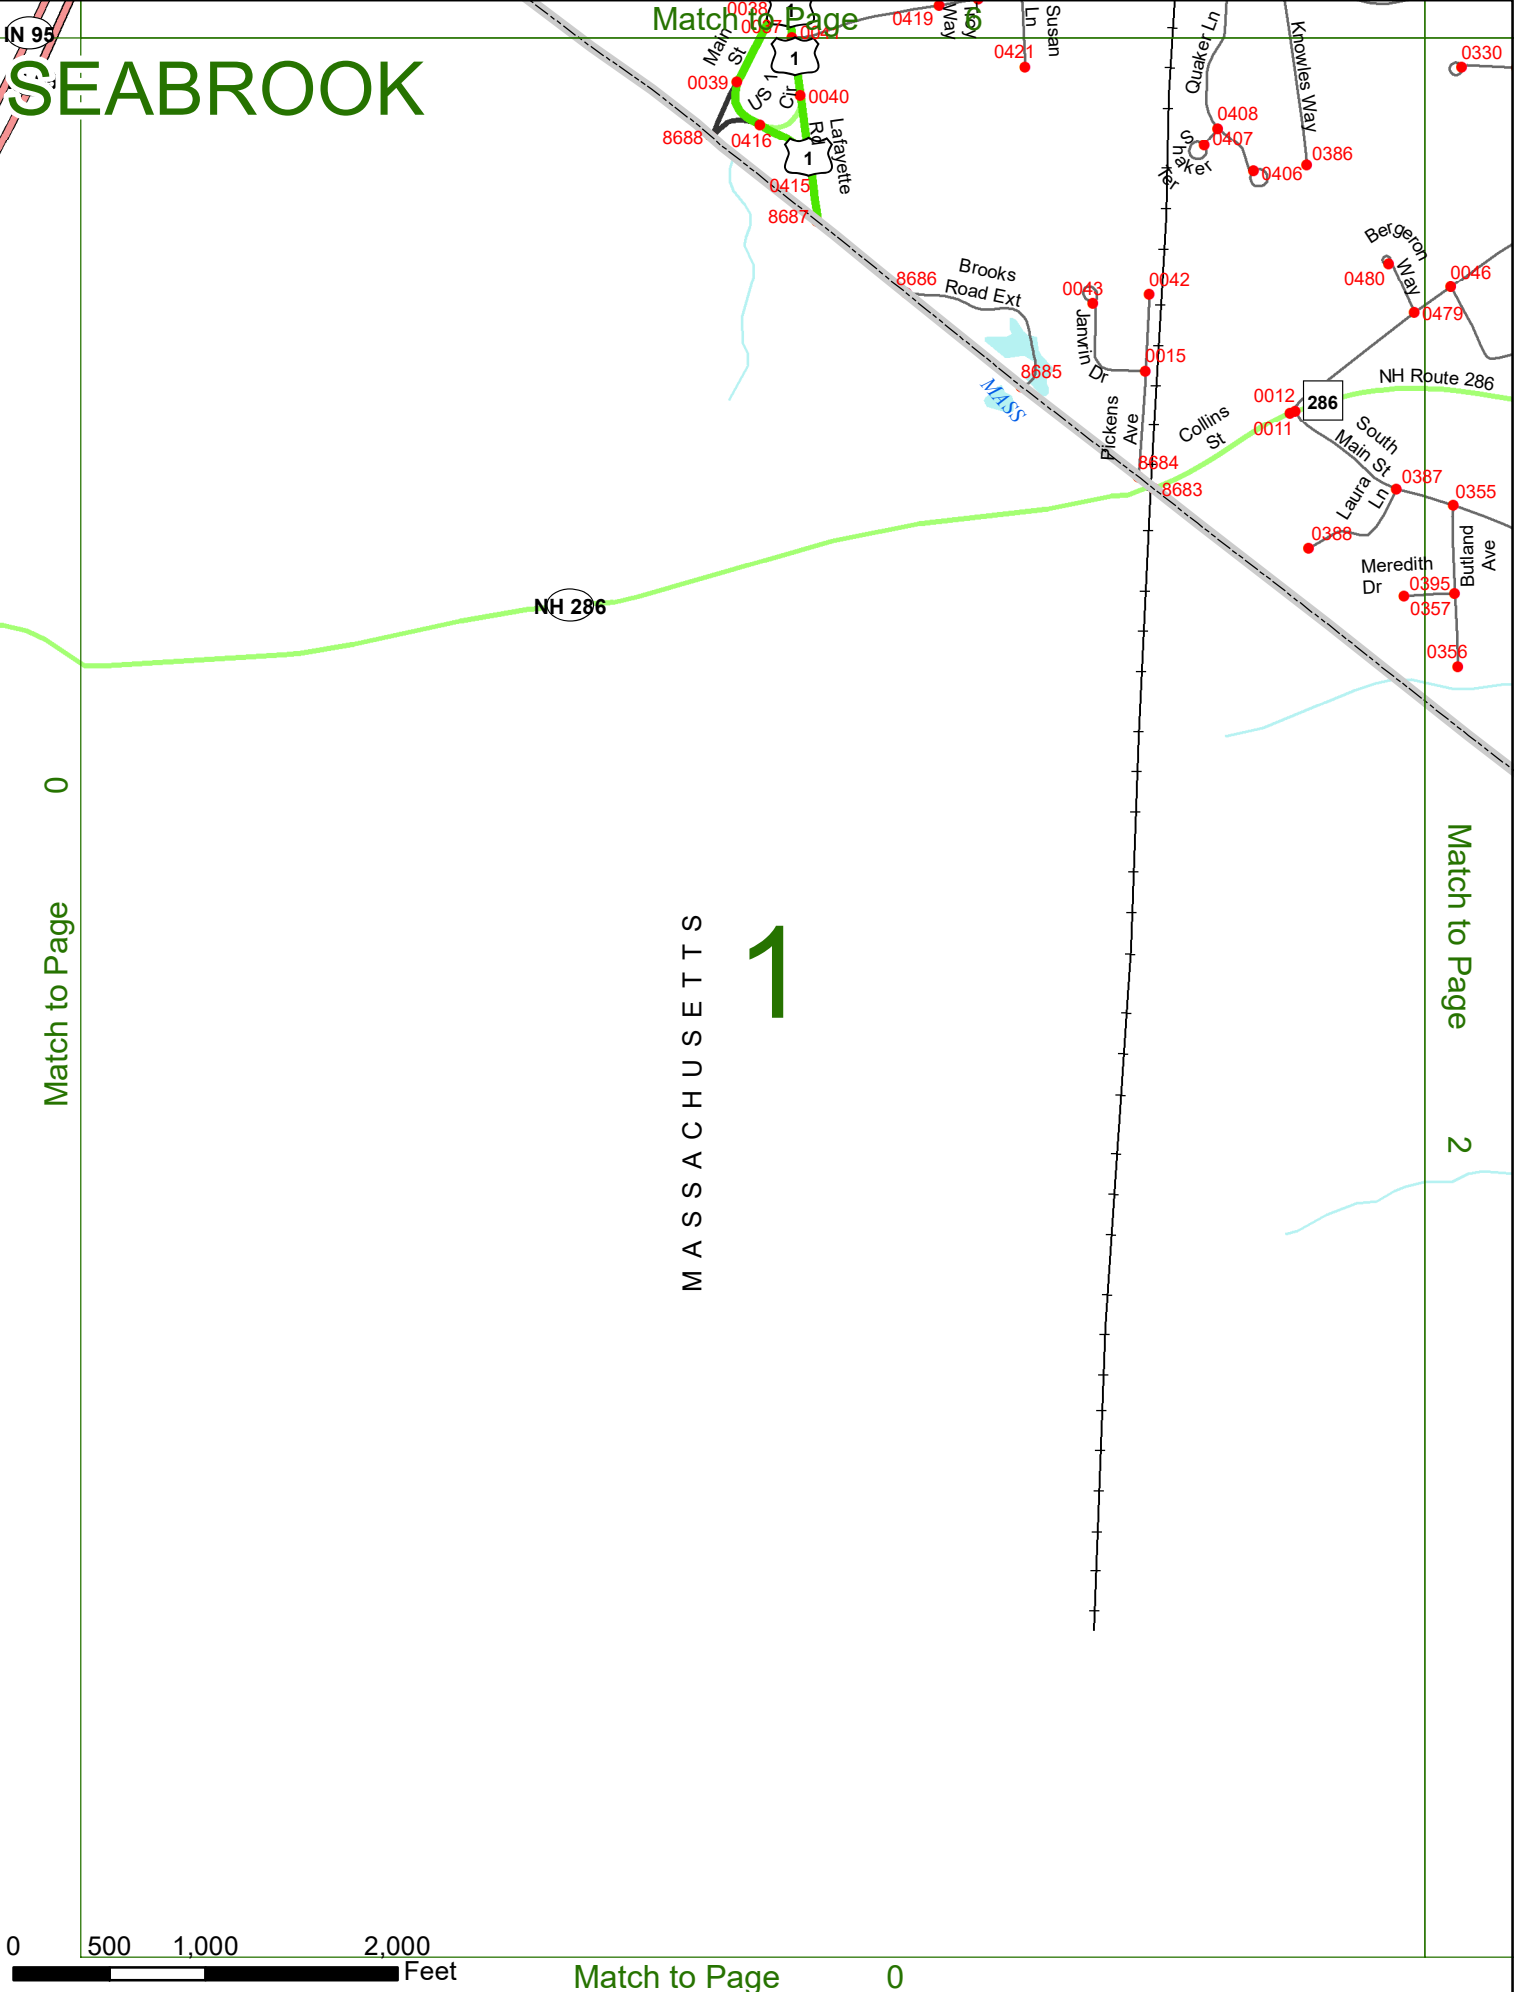 Match to Page 6
IN 95
SEABROOK
0038
1
0037
0041
0419
Way
Susan
Ln
0421
Quaker Ln
Knowles Way
0330
Main
St
1
0039
US 1
Cir
0040
0408
0407
8688
0416
Rd
Lafayette
1
Shaker
Ter
0406
0386
0415
8687
Bergeron
Way
0480
0046
0479
8686
Brooks
Road Ext
0043
0042
Janvrin Dr
0015
8685
MASS
NH Route 286
0012
286
0011
Pickens
Ave
Collins
St
South
Main St
8684
8683
0387
0355
Laura
Ln
0388
Butland
Ave
Meredith
Dr
0395
0357
NH 286
0356
Match to Page 0
Match to Page 2
MASSACHUSETTS
1
0 500 1,000 2,000
Feet
Match to Page 0